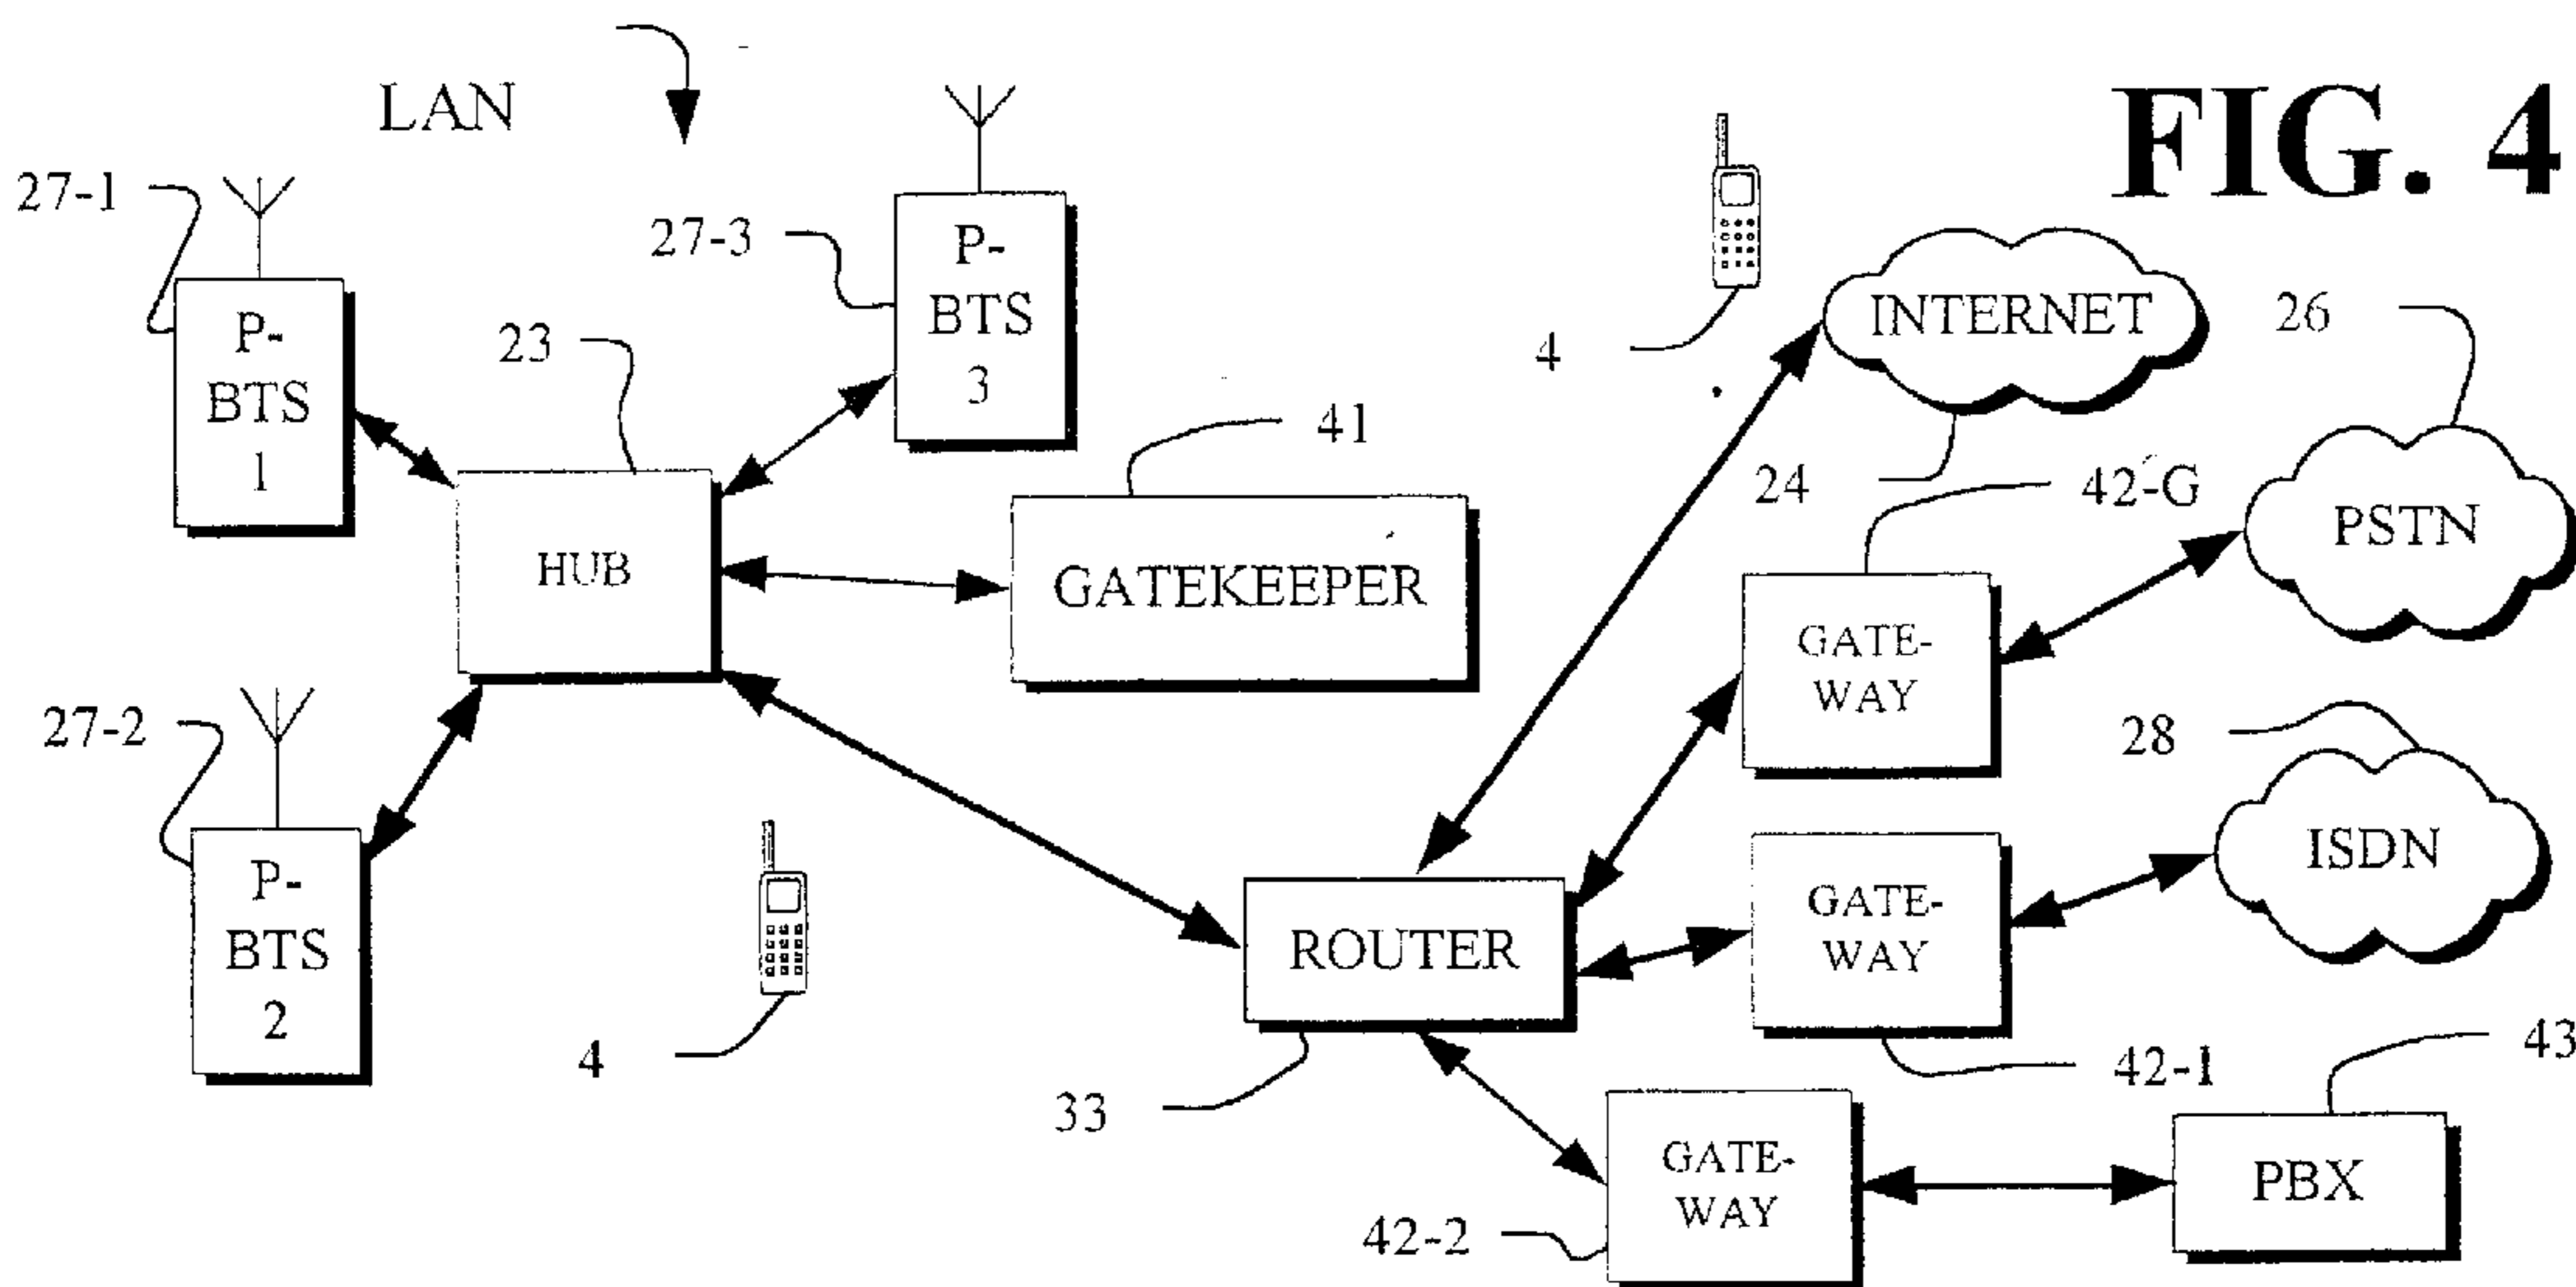 FIG. 4
LAN
27-1
P-
BTS
1
27-3
P-
BTS
3
23
HUB
4
INTERNET
24
26
PSTN
41
GATEKEEPER
42-G
GATE-
WAY
27-2
P-
BTS
2
4
28
ISDN
ROUTER
33
GATE-
WAY
42-1
43
PBX
GATE-
WAY
42-2